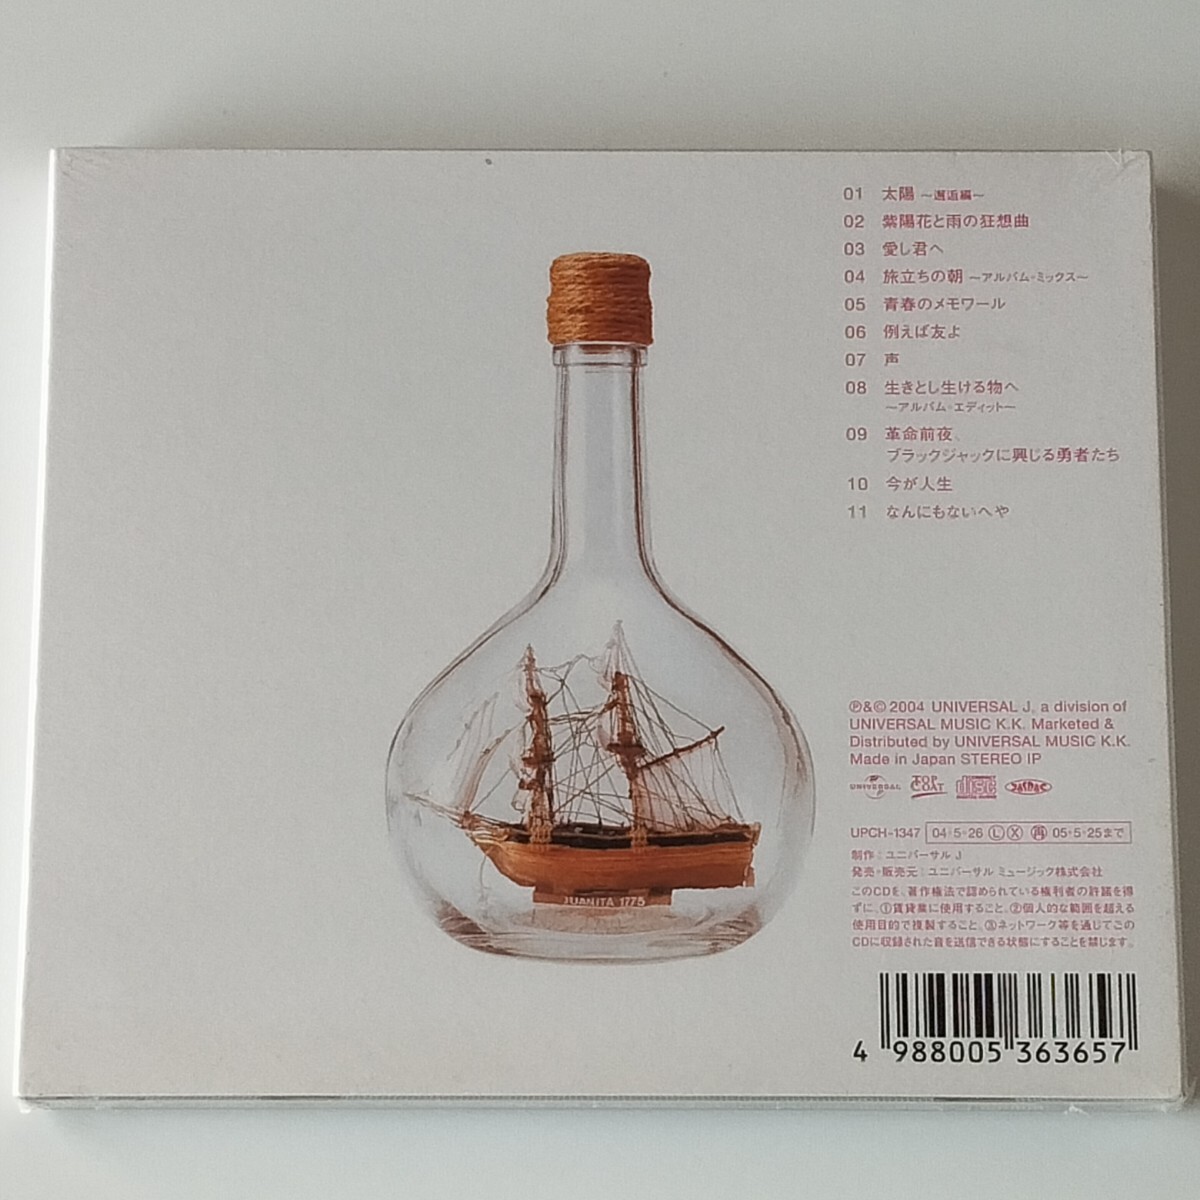 01 太陽 ～邂逅編～
02 紫陽花と雨の狂想曲
03 愛し君へ
04 旅立ちの朝 ～アルバム・ミックス～
05 青春のメモワール
06 例えば友よ
07 声
08 生きとし生ける物へ
～アルバム・エディット～
09 革命前夜、
ブラックジャックに興じる勇者たち
10 今が人生
11 なんにもないへや
JUANITA 1775
℗&© 2004 UNIVERSAL J, a division of
UNIVERSAL MUSIC K.K. Marketed &
Distributed by UNIVERSAL MUSIC K.K.
Made in Japan STEREO IP
UNIVERSAL TOP COAT disc
UPCH-1347 04・5・26 Ⓛ Ⓧ ㊢ 05・5・25まで
制作：ユニバーサル J
発売・販売元：ユニバーサル ミュージック株式会社
このCDを、著作権法で認められている権利者の許諾を得
ずに、①賃貸業に使用すること、②個人的な範囲を超える
使用目的で複製すること、③ネットワーク等を通じてこの
CDに収録された音を送信できる状態にすることを禁じます。
4 988005 363657